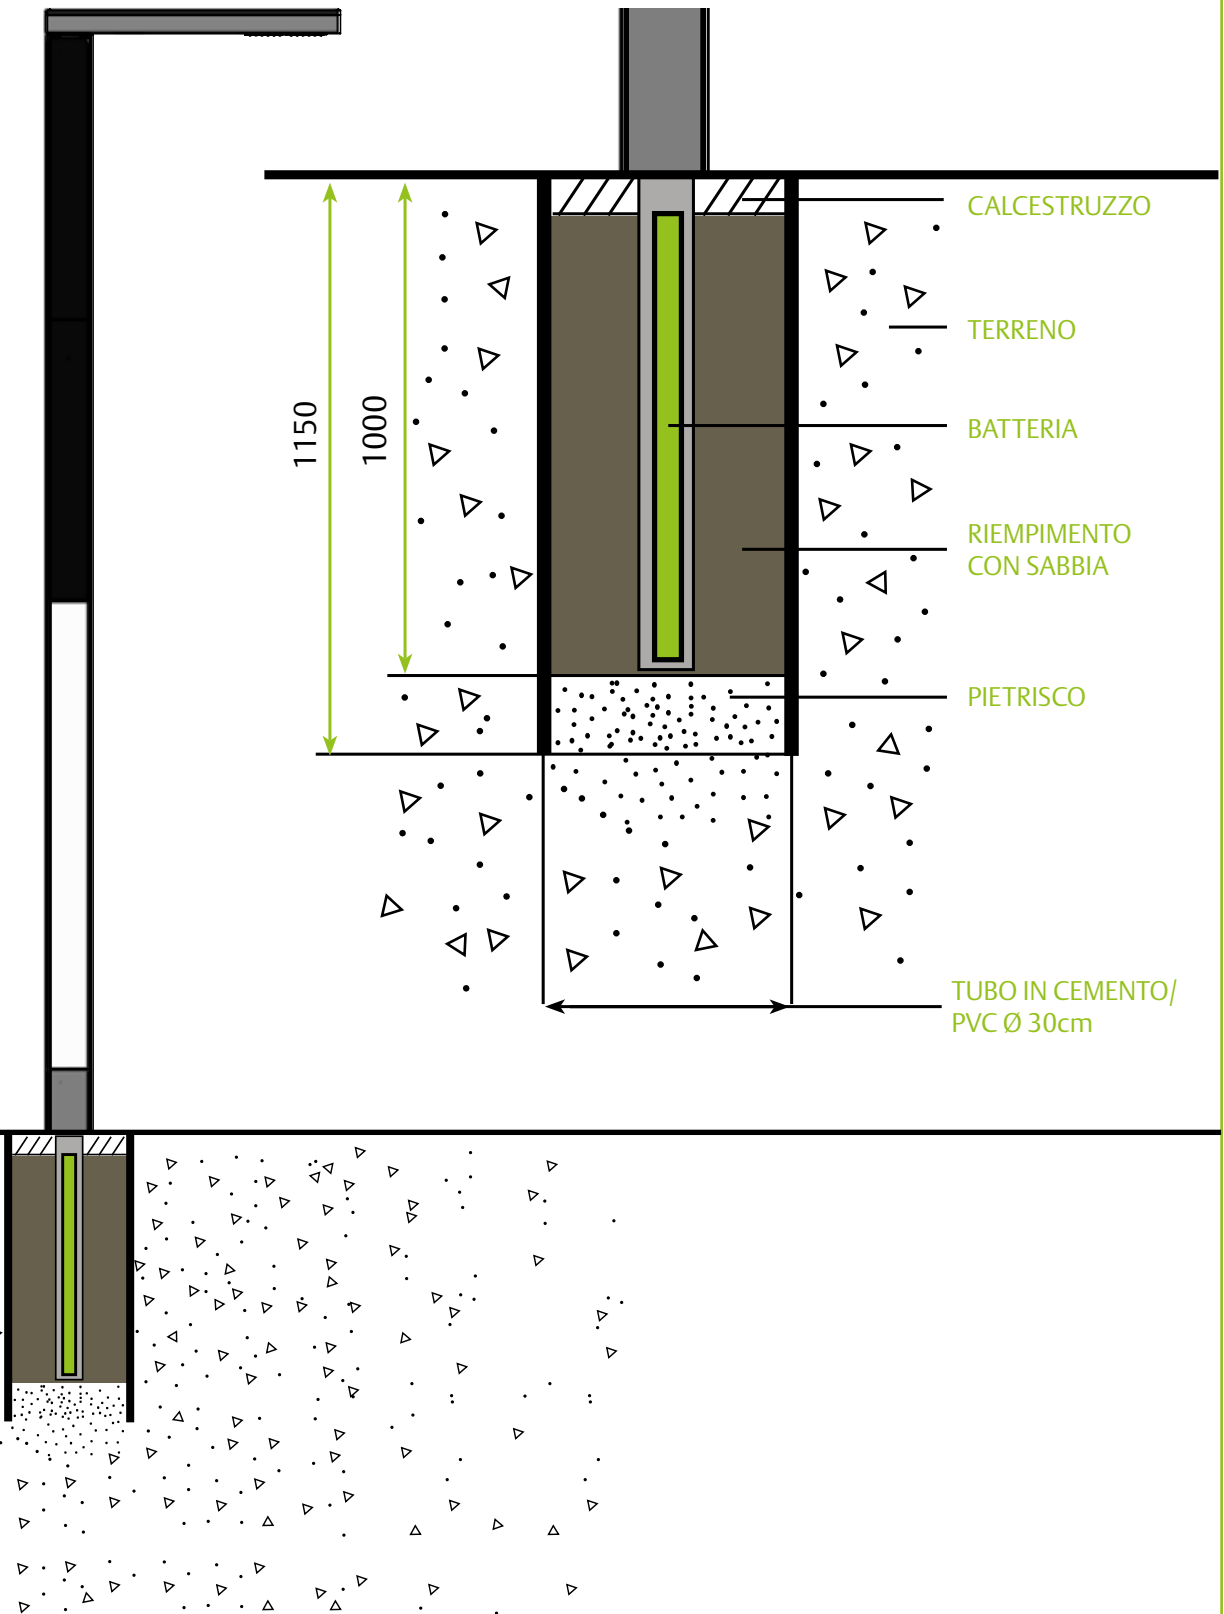 CALCESTRUZZO
TERRENO
1150
1000
BATTERIA
RIEMPIMENTO
CON SABBIA
PIETRISCO
TUBO IN CEMENTO/
PVC Ø 30cm